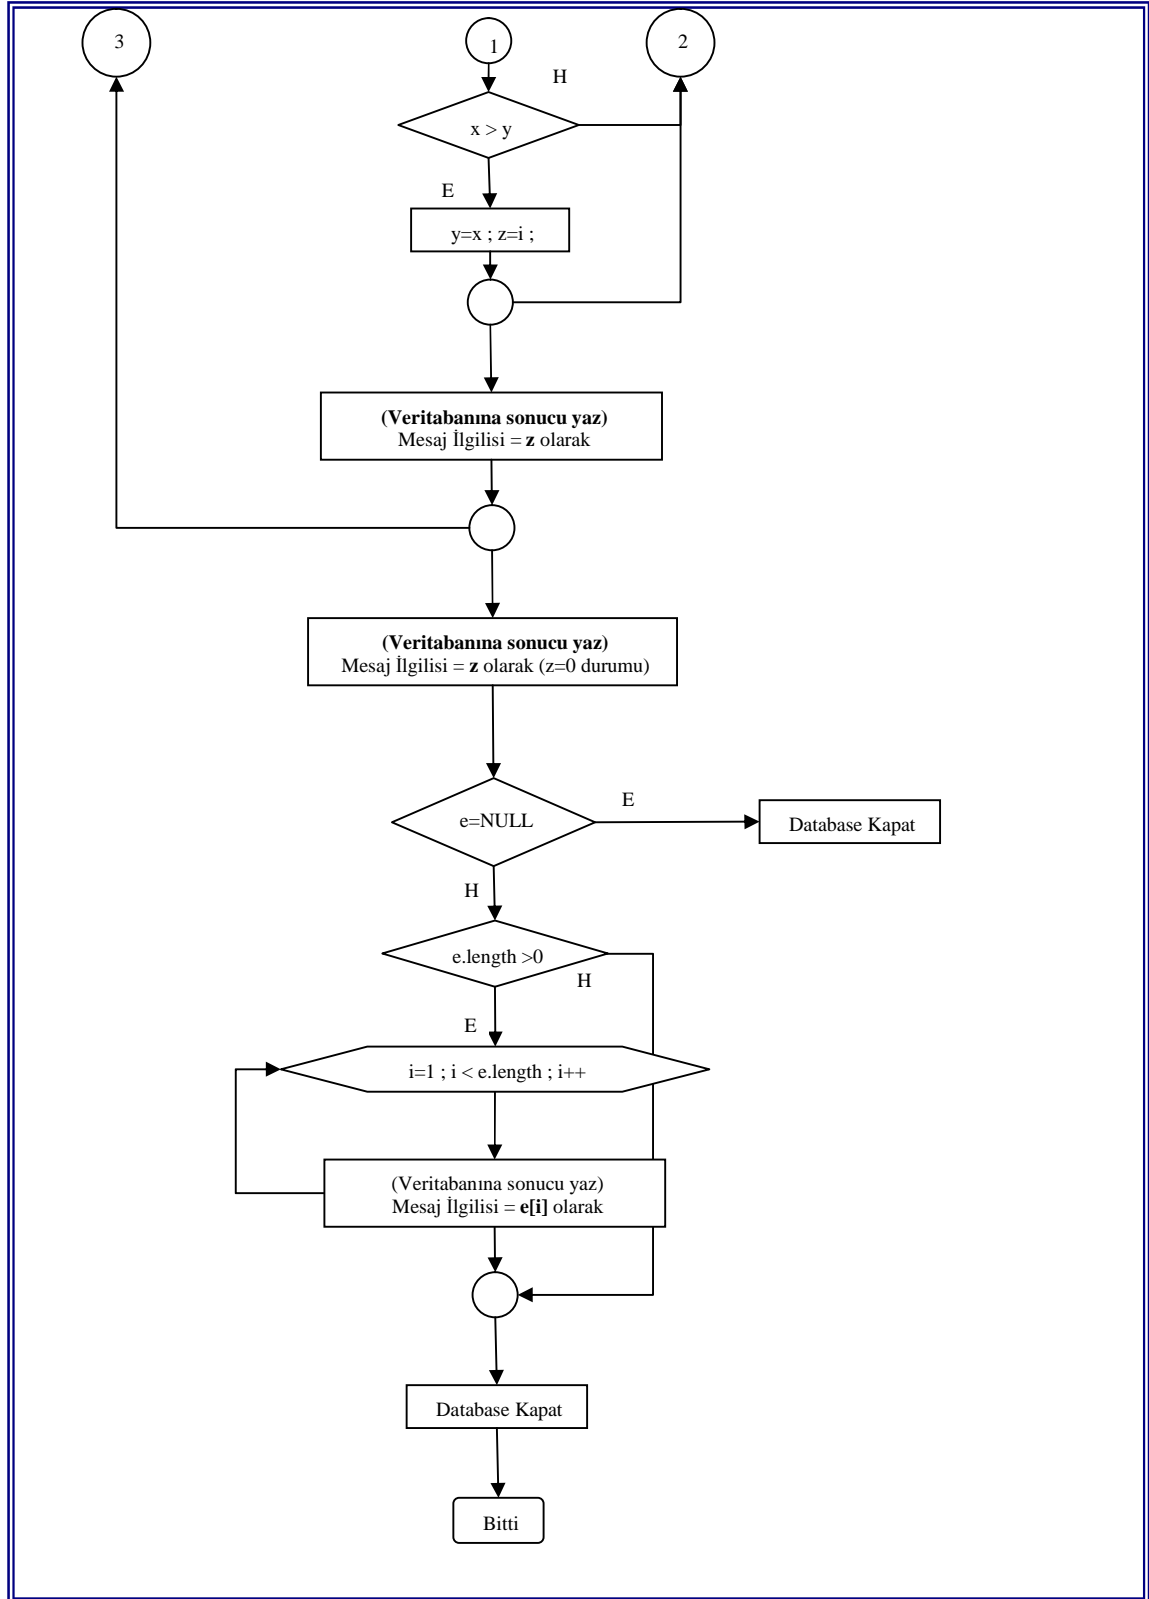 3
1
2
H
x > y
E
y=x ; z=i ;
(Veritabanına sonucu yaz)
Mesaj İlgilisi = z olarak
(Veritabanına sonucu yaz)
Mesaj İlgilisi = z olarak (z=0 durumu)
e=NULL
E
Database Kapat
H
e.length >0
H
E
i=1 ; i < e.length ; i++
(Veritabanına sonucu yaz)
Mesaj İlgilisi = e[i] olarak
Database Kapat
Bitti